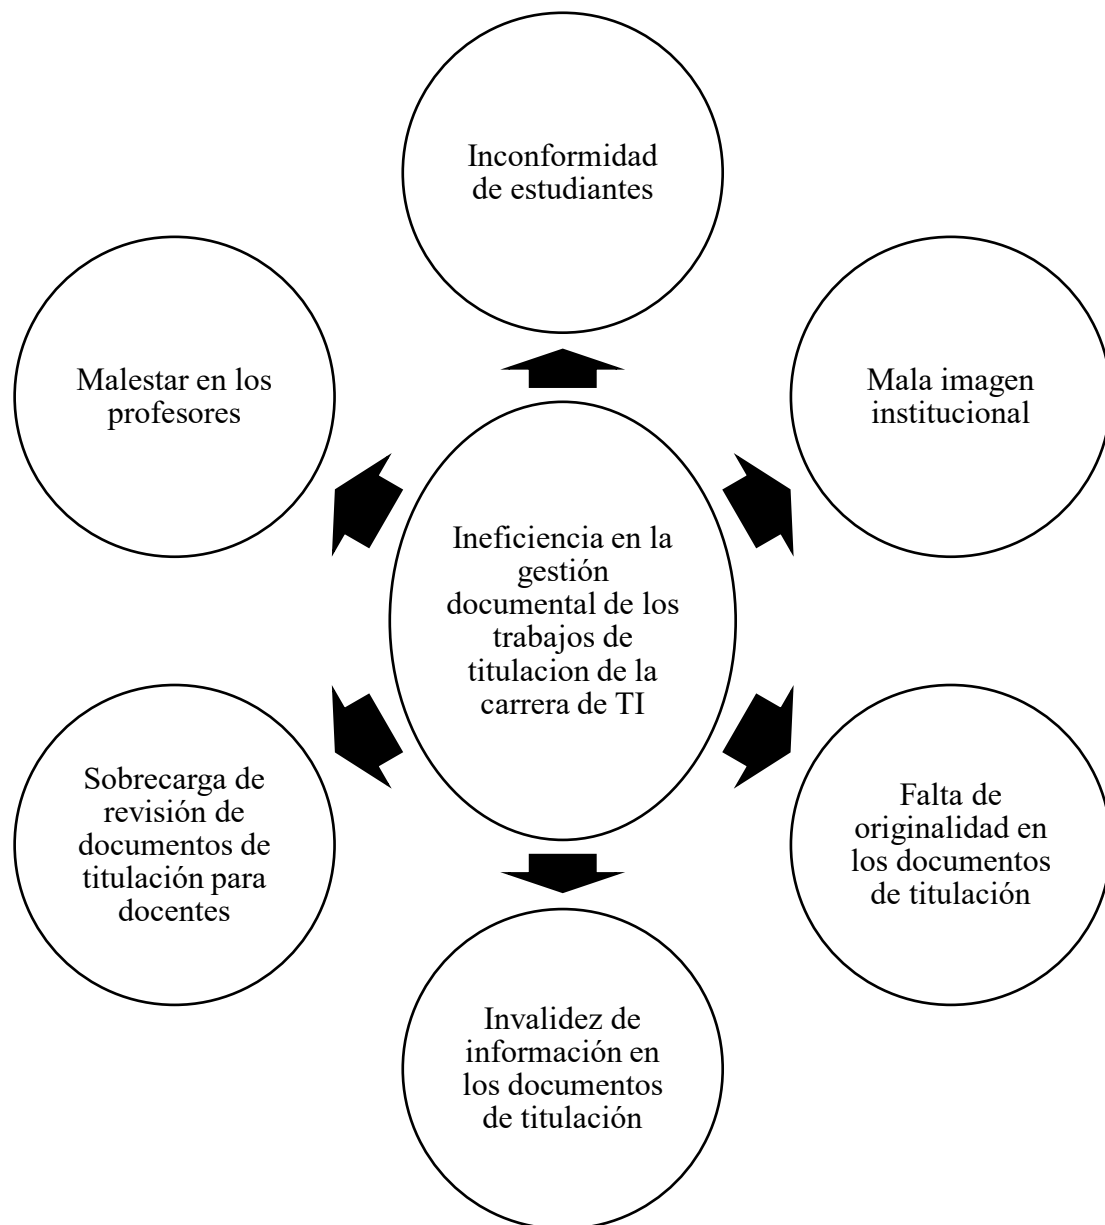 Inconformidad
de estudiantes
Malestar en los
profesores
Mala imagen
institucional
Ineficiencia en la
gestión
documental de los
trabajos de
titulacion de la
carrera de TI
Sobrecarga de
revisión de
documentos de
titulación para
docentes
Falta de
originalidad en
los documentos
de titulación
Invalidez de
información en
los documentos
de titulación